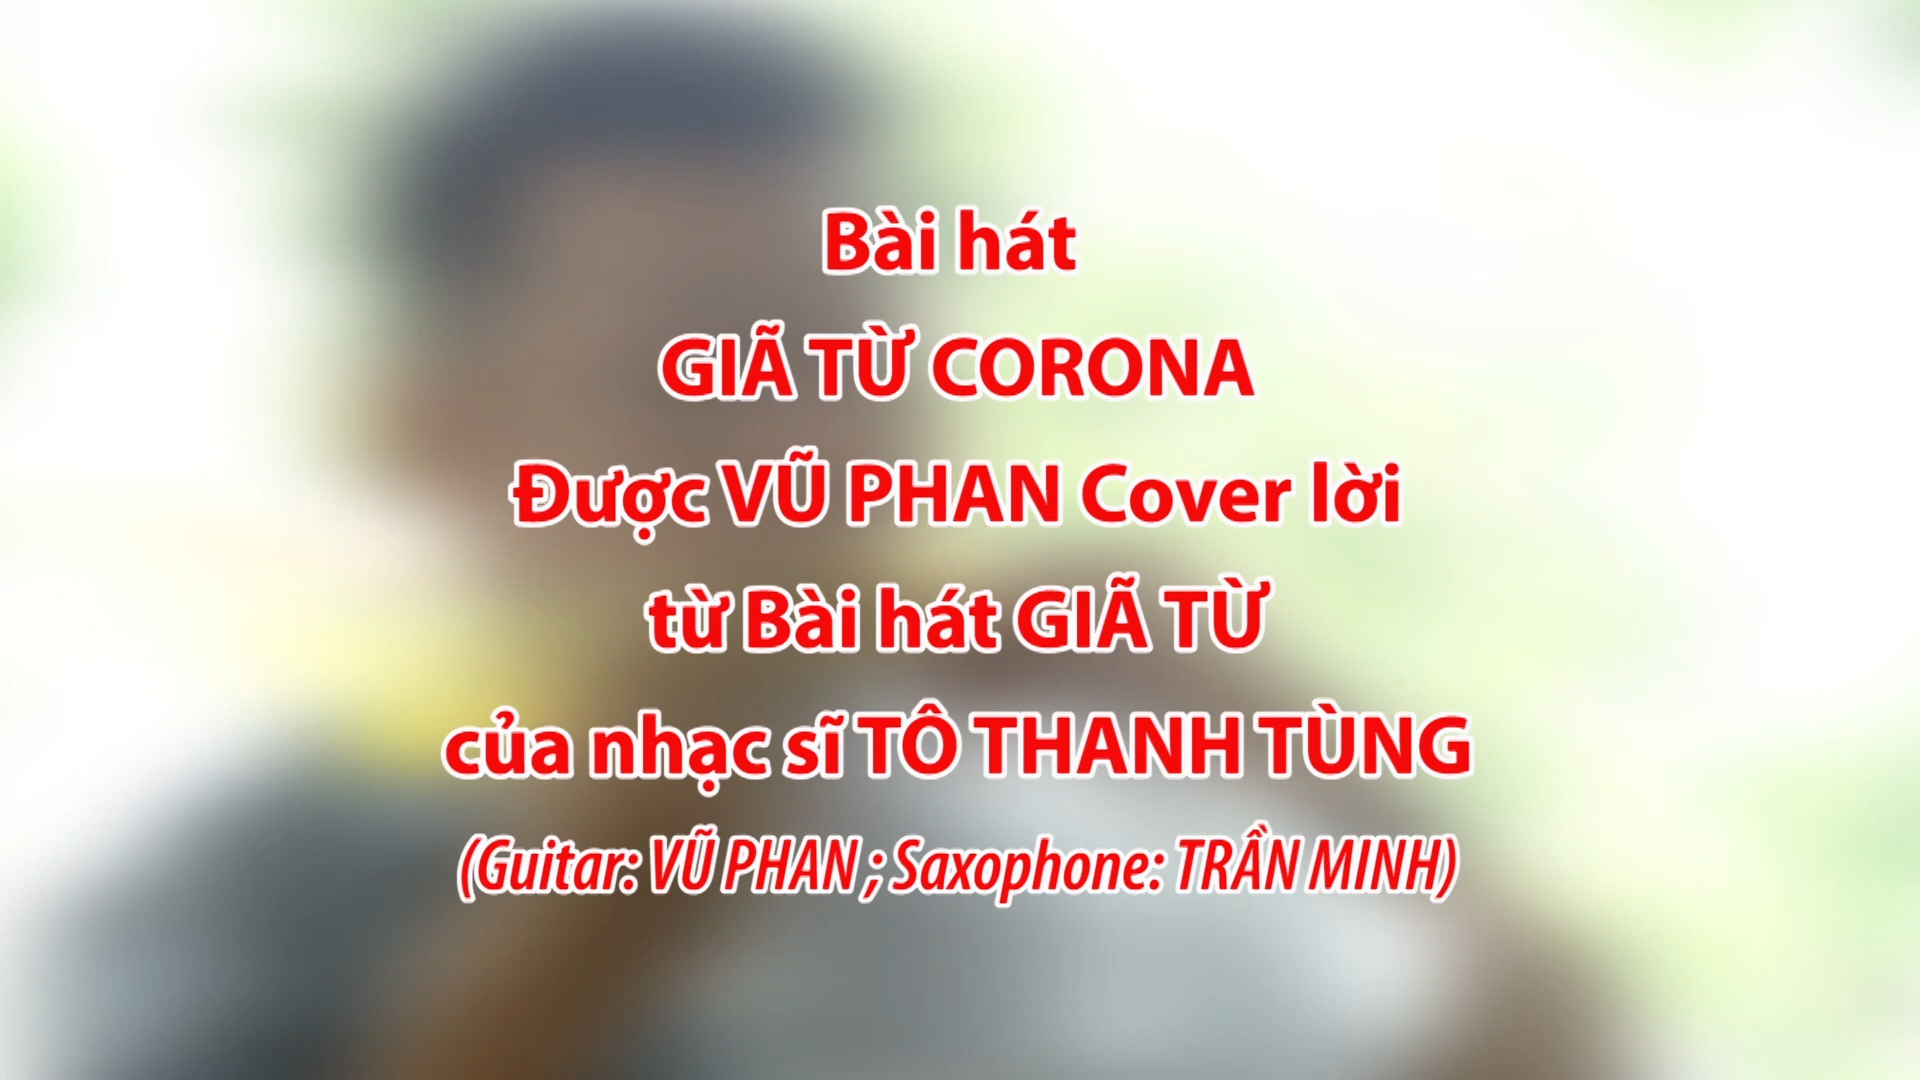 Bài hát
GIÃ TỪ CORONA
Được VŨ PHAN Cover lời
từ Bài hát GIÃ TỪ
của nhạc sĩ TÔ THANH TÙNG
(Guitar: VŨ PHAN ; Saxophone: TRẦN MINH)